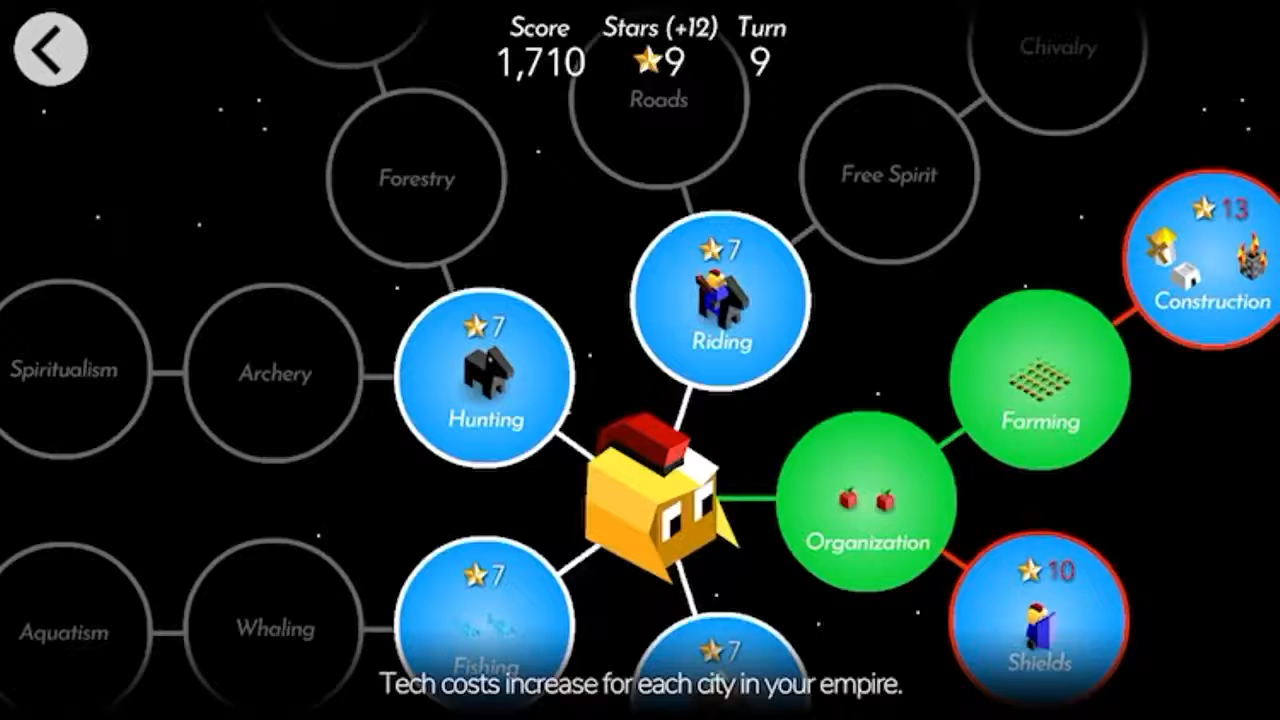 Score Stars (+12) Turn
1,710 9 9
Roads
Chivalry
Forestry
Free Spirit
13
Construction
7
Riding
7
Hunting
Spiritualism
Archery
Farming
Organization
7
Fishing
10
Shields
Aquatism
Whaling
7
Tech costs increase for each city in your empire.